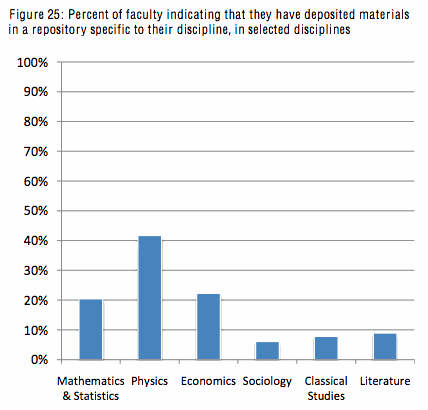 Figure 25: Percent of faculty indicating that they have deposited materials
in a repository specific to their discipline, in selected disciplines
100%
90%
80%
70%
60%
50%
40%
30%
20%
10%
0%
Mathematics Physics Economics Sociology Classical Literature
& Statistics Studies